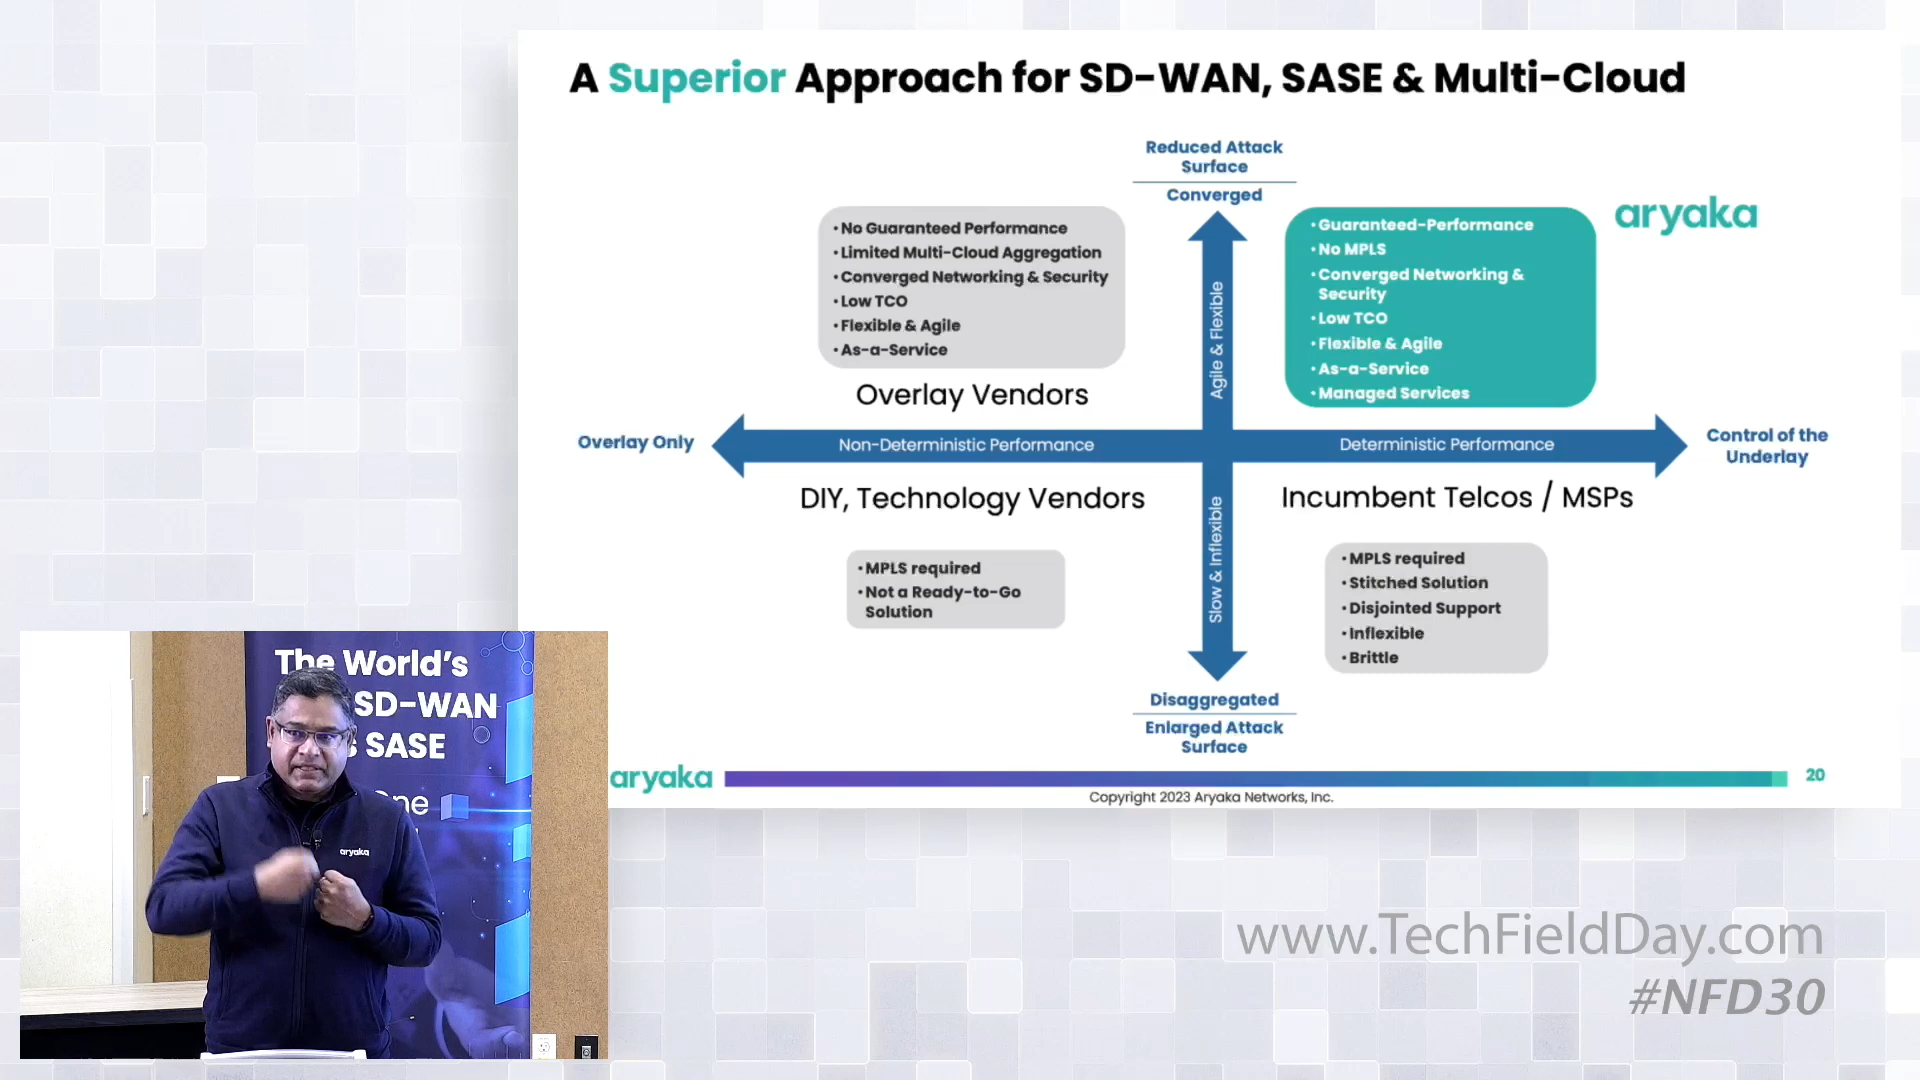 A Superior Approach for SD-WAN, SASE & Multi-Cloud
Reduced Attack
Surface
Converged
• No Guaranteed Performance
• Limited Multi-Cloud Aggregation
• Converged Networking & Security
• Low TCO
• Flexible & Agile
• As-a-Service
Overlay Vendors
Agile & Flexible
• Guaranteed-Performance
• No MPLS
• Converged Networking &
Security
• Low TCO
• Flexible & Agile
• As-a-Service
• Managed Services
aryaka
Overlay Only
Non-Deterministic Performance
Deterministic Performance
Control of the
Underlay
DIY, Technology Vendors
• MPLS required
• Not a Ready-to-Go
Solution
Slow & Inflexible
Incumbent Telcos / MSPs
• MPLS required
• Stitched Solution
• Disjointed Support
• Inflexible
• Brittle
Disaggregated
Enlarged Attack
Surface
aryaka
20
Copyright 2023 Aryaka Networks, Inc.
The World's
SD-WAN
SASE
One
aryaka
www.TechFieldDay.com
#NFD30